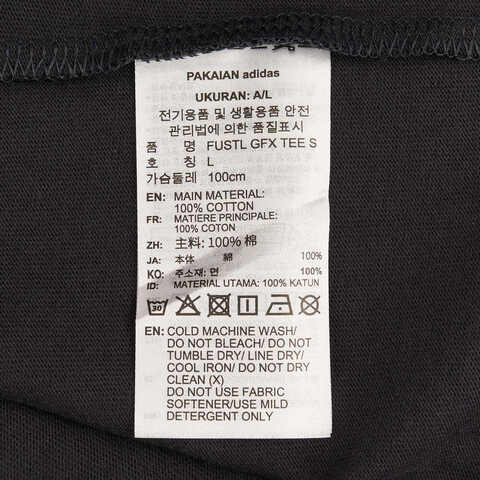 PAKAIAN adidas
UKURAN: A/L
전기용품 및 생활용품 안전
관리법에 의한 품질표시
품 명 FUSTL GFX TEE S
호 칭 L
가슴둘레 100cm
EN: MAIN MATERIAL:
100% COTTON
FR: MATIERE PRINCIPALE:
100% COTON
ZH: 主料: 100% 棉
JA: 本体 綿 100%
KO: 주소재: 면 100%
ID: MATERIAL UTAMA: 100% KATUN
30
EN: COLD MACHINE WASH/
DO NOT BLEACH/ DO NOT
TUMBLE DRY/ LINE DRY/
COOL IRON/ DO NOT DRY
CLEAN (X)
DO NOT USE FABRIC
SOFTENER/USE MILD
DETERGENT ONLY